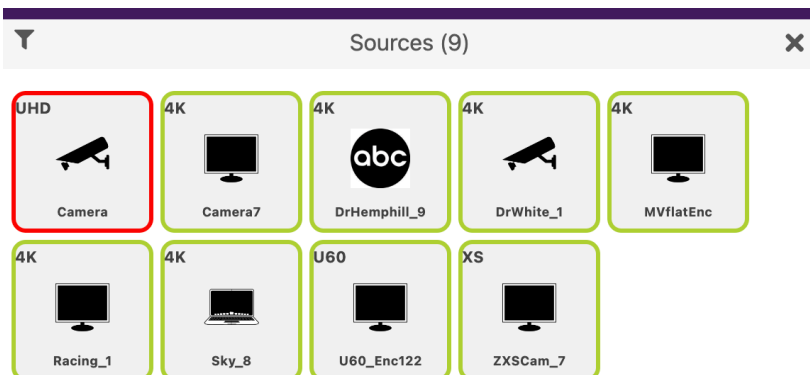 Sources (9)
UHD
Camera
4K
Camera7
4K
abc
DrHemphill_9
4K
DrWhite_1
4K
MVflatEnc
4K
Racing_1
4K
Sky_8
U60
U60_Enc122
XS
ZXSCam_7